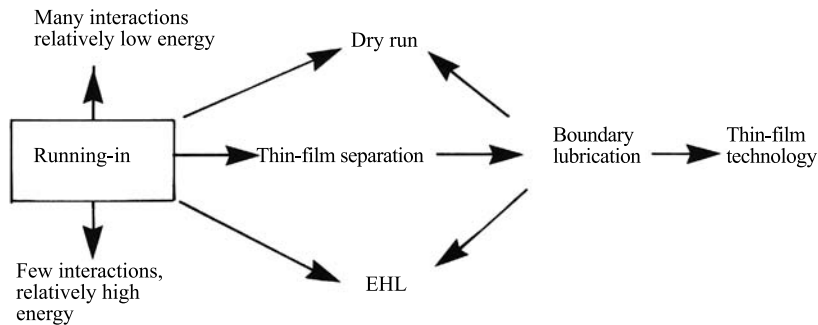 Many interactions
relatively low energy
Dry run
Running-in
Thin-film separation
Boundary
lubrication
Thin-film
technology
Few interactions,
relatively high
energy
EHL